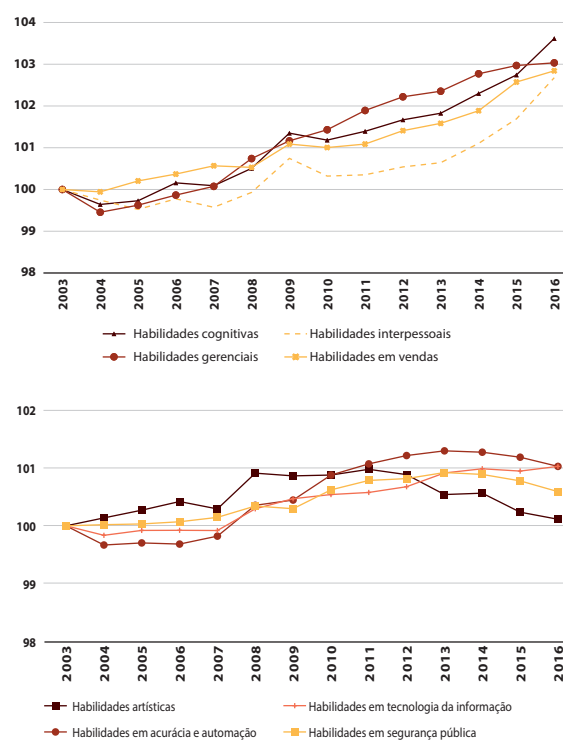 104
103
102
101
100
99
98
2003 2004 2005 2006 2007 2008 2009 2010 2011 2012 2013 2014 2015 2016
Habilidades cognitivas Habilidades interpessoais
Habilidades gerenciais Habilidades em vendas
102
101
100
99
98
2003 2004 2005 2006 2007 2008 2009 2010 2011 2012 2013 2014 2015 2016
Habilidades artísticas Habilidades em tecnologia da informação
Habilidades em acurácia e automação Habilidades em segurança pública